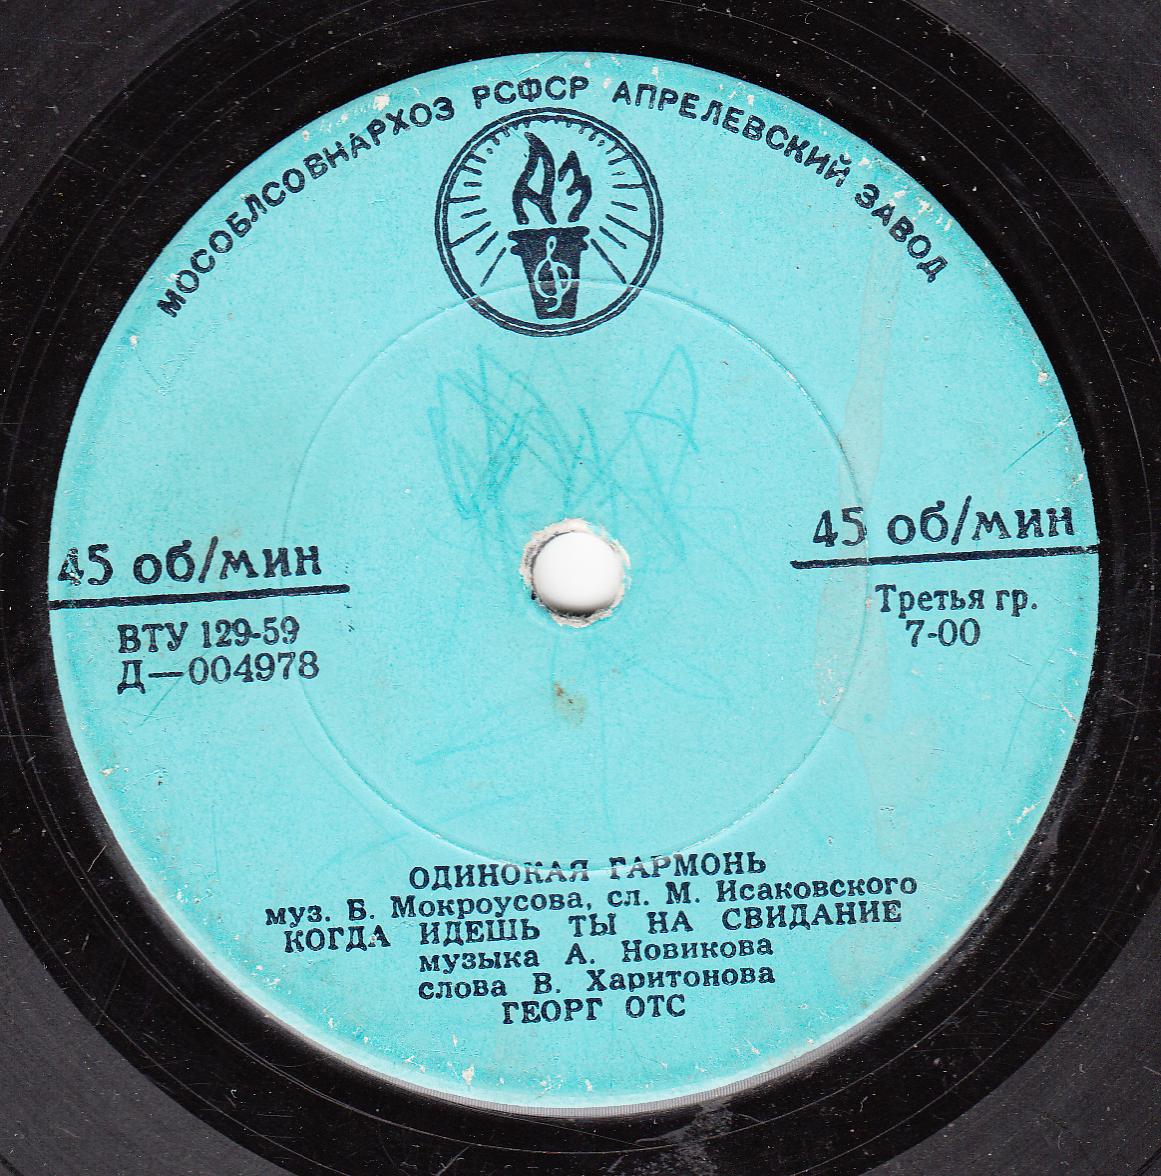 МОСОБЛСОВНАРХОЗ РСФСР АПРЕЛЕВСКИЙ ЗАВОД
АЗ
45 об/мин
ВТУ 129-59
Д—004978
45 об/мин
Третья гр.
7-00
ОДИНОКАЯ ГАРМОНЬ
муз. Б. Мокроусова, сл. М. Исаковского
КОГДА ИДЕШЬ ТЫ НА СВИДАНИЕ
музыка А. Новикова
слова В. Харитонова
ГЕОРГ ОТС